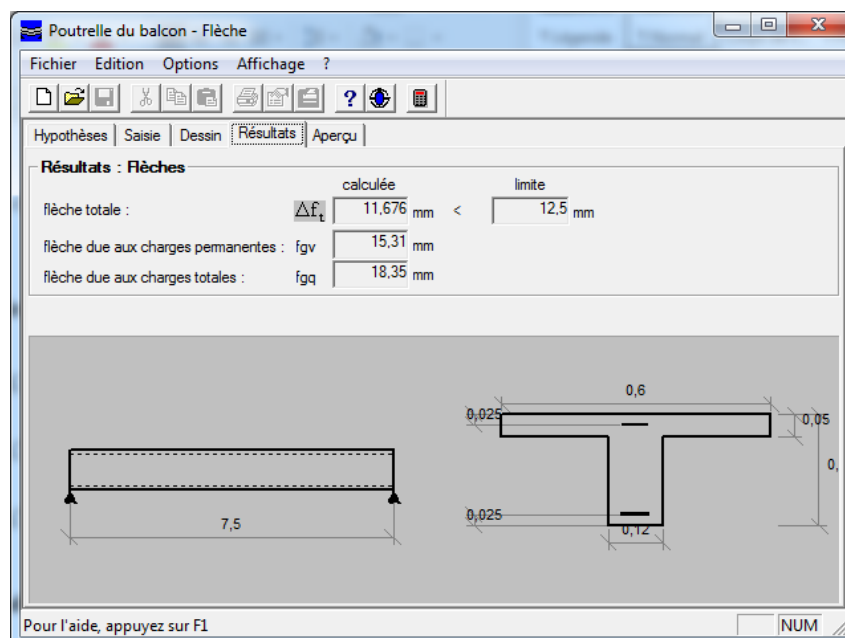 Poutrelle du balcon - Flèche
Fichier Edition Options Affichage ?
Hypothèses Saisie Dessin Résultats Aperçu
Résultats : Flèches
calculée limite
flèche totale : Δft 11,676 mm < 12,5 mm
flèche due aux charges permanentes : fgv 15,31 mm
flèche due aux charges totales : fgq 18,35 mm
0,6
0,025 0,05
0,
0,025
7,5 0,12
Pour l'aide, appuyez sur F1 NUM